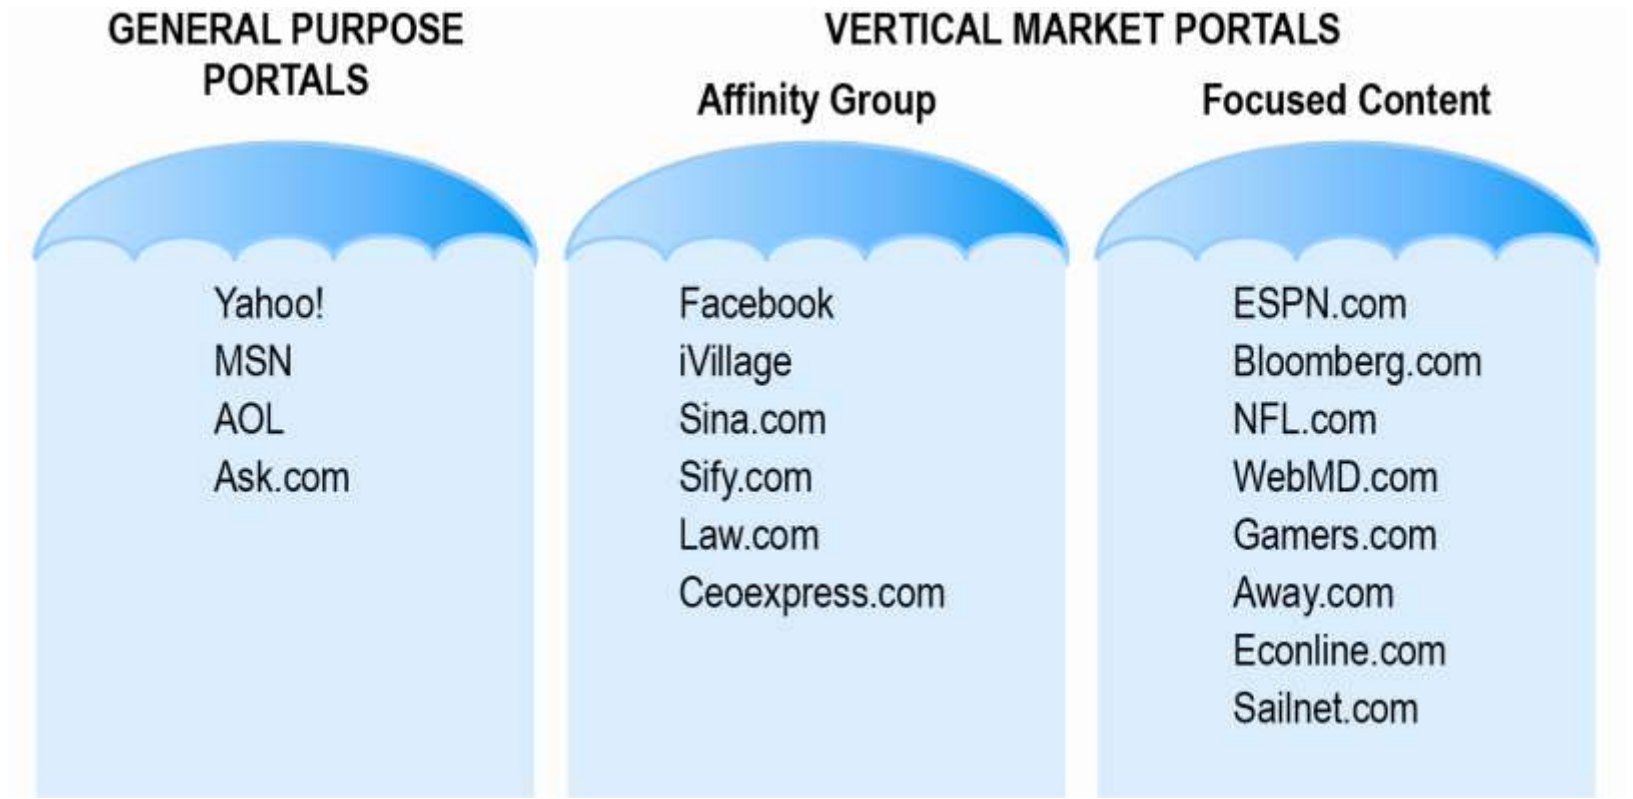 GENERAL PURPOSE
PORTALS
Yahoo!
MSN
AOL
Ask.com
VERTICAL MARKET PORTALS
Affinity Group
Facebook
iVillage
Sina.com
Sify.com
Law.com
Ceoexpress.com
Focused Content
ESPN.com
Bloomberg.com
NFL.com
WebMD.com
Gamers.com
Away.com
Econline.com
Sailnet.com